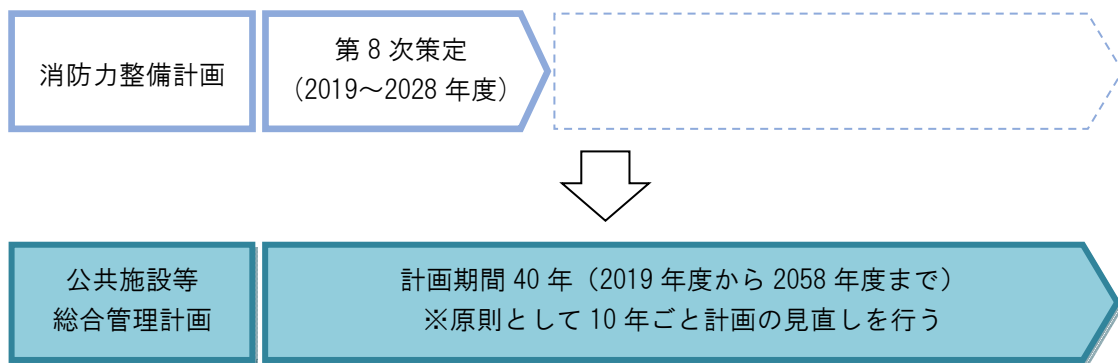 消防力整備計画
第8次策定
（2019～2028 年度）
公共施設等
総合管理計画
計画期間 40 年（2019 年度から 2058 年度まで）
※原則として 10 年ごと計画の見直しを行う